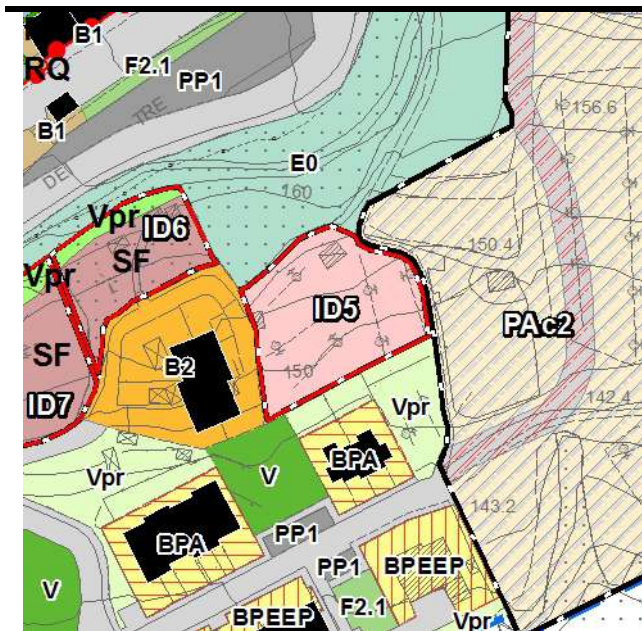 B1
RQ
F2.1
PP1
B1
TRE
DEI
E0
156.6
160
Vpr
ID6
SF
Vpr
150.4
ID5
PAc2
SF
B2
150
ID7
142.4
Vpr
Vpr
V
BPA
143.2
BPA
PP1
PP1
BPEEP
V
F2.1
BPEEP
Vpr